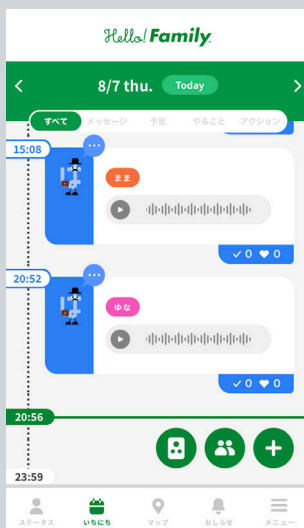 Hello! Family.
8/7 thu.
Today
すべて メッセージ 予定 やること アクション
15:08
まま
0 0
20:52
ゆな
0 0
20:56
23:59
ステータス いちにち マップ おしらせ メニュー